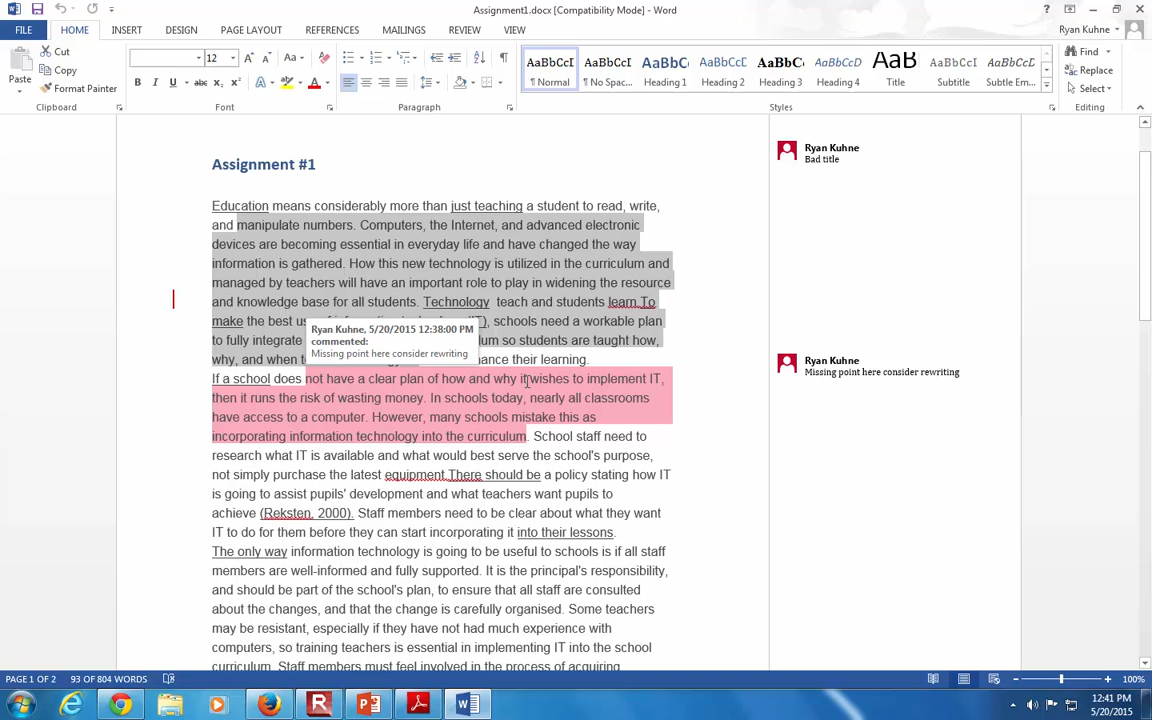 Assignment1.docx [Compatibility Mode] - Word
FILE HOME INSERT DESIGN PAGE LAYOUT REFERENCES MAILINGS REVIEW VIEW
Ryan Kuhne
Paste
Cut
Copy
Format Painter
Clipboard
12
Aa
B I U abc x₂ x²
A A
Font
Paragraph
AaBbCcI AaBbCcI AaBbC AaBbCc AaBbCc AaBbCcI AaB AaBbCcI AaBbCcI
¶ Normal ¶ No Spac... Heading 1 Heading 2 Heading 3 Heading 4 Title Subtitle Subtle Em...
Styles
Find
Replace
Select
Editing
Assignment #1
Education means considerably more than just teaching a student to read, write,
and manipulate numbers. Computers, the Internet, and advanced electronic
devices are becoming essential in everyday life and have changed the way
information is gathered. How this new technology is utilized in the curriculum and
managed by teachers will have an important role to play in widening the resource
and knowledge base for all students. Technology teach and students learn.To
make the best us schools need a workable plan
to fully integrate um so students are taught how,
why, and when t ance their learning.
Ryan Kuhne, 5/20/2015 12:38:00 PM
commented:
Missing point here consider rewriting
If a school does not have a clear plan of how and why it wishes to implement IT,
then it runs the risk of wasting money. In schools today, nearly all classrooms
have access to a computer. However, many schools mistake this as
incorporating information technology into the curriculum. School staff need to
research what IT is available and what would best serve the school's purpose,
not simply purchase the latest equipment.There should be a policy stating how IT
is going to assist pupils' development and what teachers want pupils to
achieve (Reksten, 2000). Staff members need to be clear about what they want
IT to do for them before they can start incorporating it into their lessons.
The only way information technology is going to be useful to schools is if all staff
members are well-informed and fully supported. It is the principal's responsibility,
and should be part of the school's plan, to ensure that all staff are consulted
about the changes, and that the change is carefully organised. Some teachers
may be resistant, especially if they have not had much experience with
computers, so training teachers is essential in implementing IT into the school
curriculum. Staff members must feel involved in the process of acquiring
Ryan Kuhne
Bad title
Ryan Kuhne
Missing point here consider rewriting
PAGE 1 OF 2 93 OF 804 WORDS
100%
12:41 PM
5/20/2015